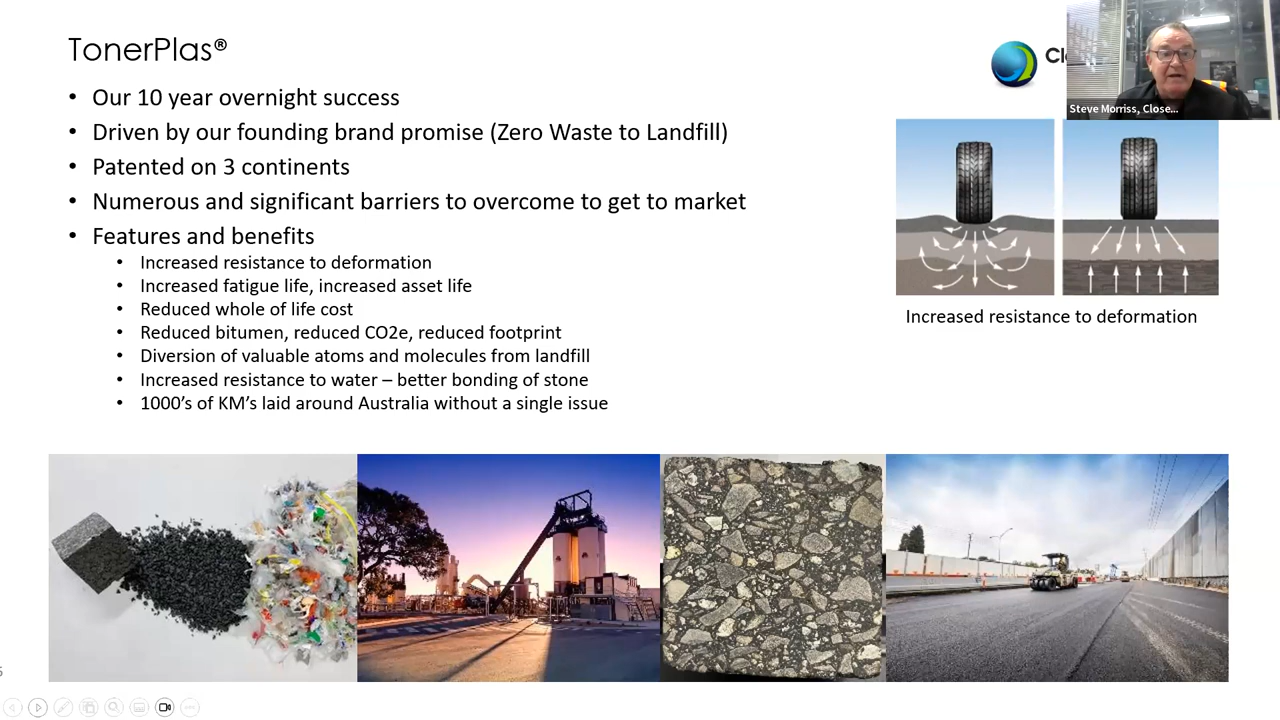 TonerPlas®
• Our 10 year overnight success
• Driven by our founding brand promise (Zero Waste to Landfill)
• Patented on 3 continents
• Numerous and significant barriers to overcome to get to market
• Features and benefits
• Increased resistance to deformation
• Increased fatigue life, increased asset life
• Reduced whole of life cost
• Reduced bitumen, reduced CO2e, reduced footprint
• Diversion of valuable atoms and molecules from landfill
• Increased resistance to water – better bonding of stone
• 1000’s of KM’s laid around Australia without a single issue
Steve Morriss, Close...
Increased resistance to deformation